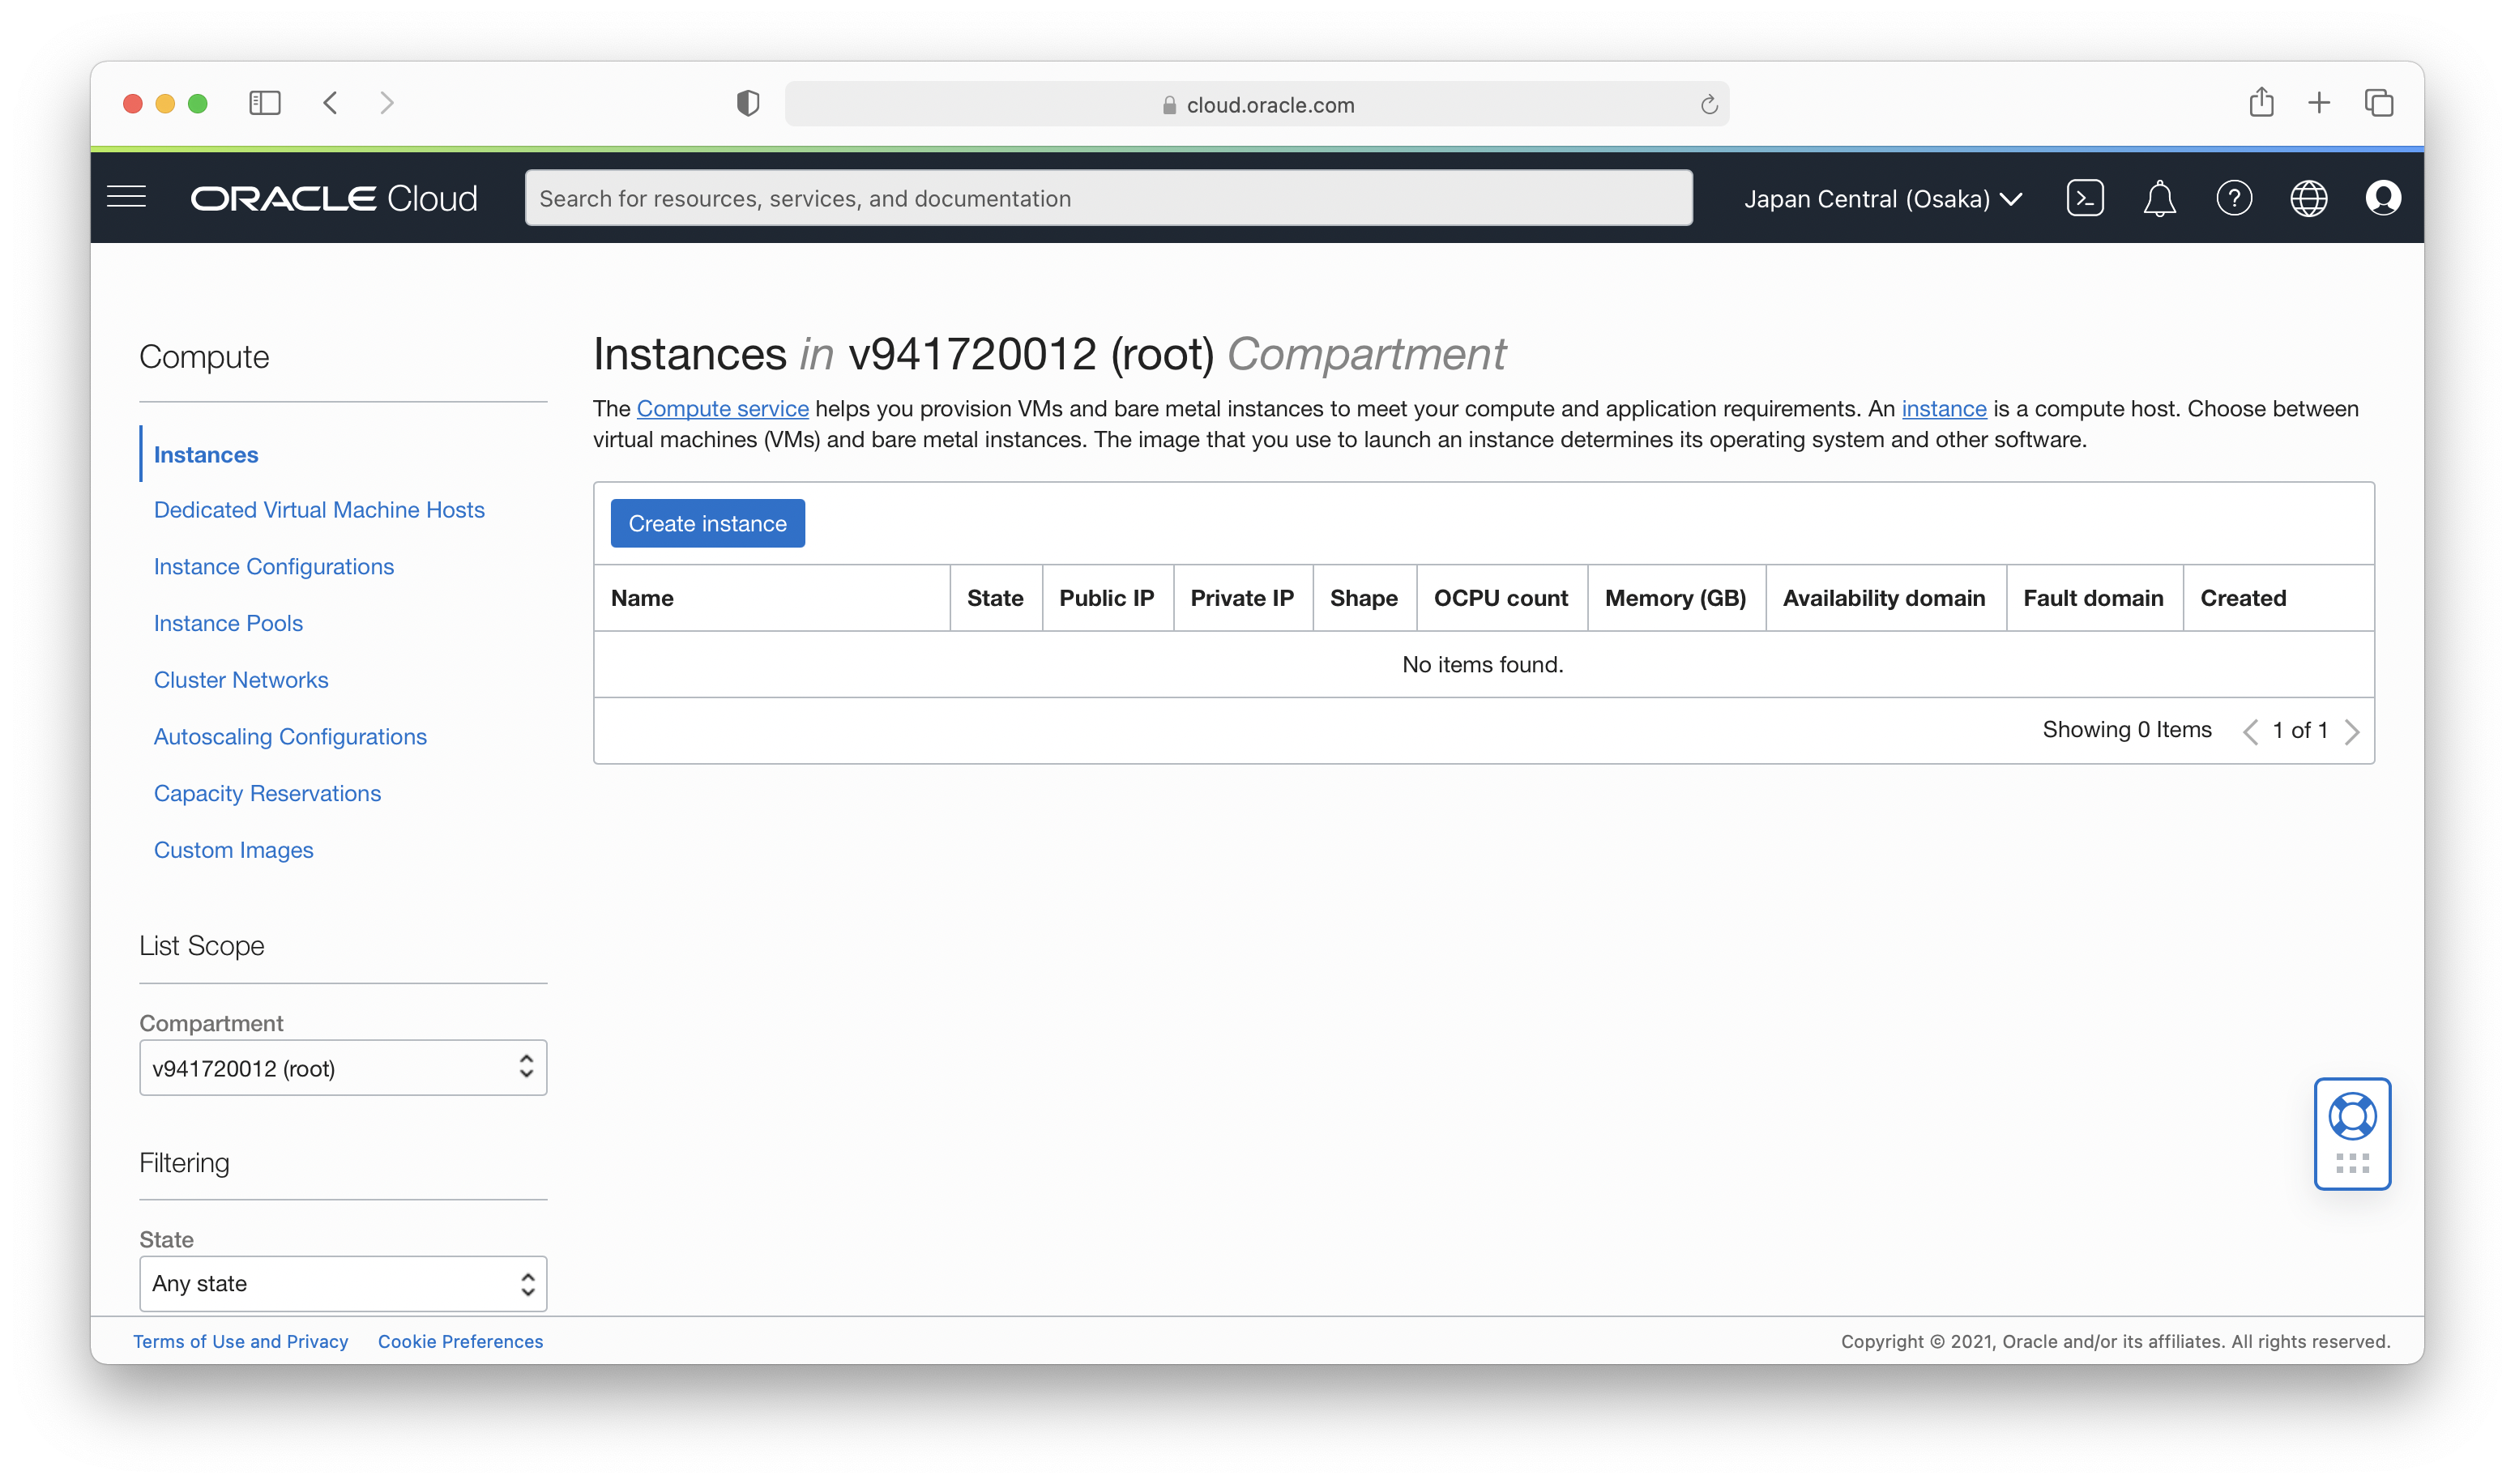 cloud.oracle.com
ORACLE Cloud
Search for resources, services, and documentation
Japan Central (Osaka)
Compute
Instances
Dedicated Virtual Machine Hosts
Instance Configurations
Instance Pools
Cluster Networks
Autoscaling Configurations
Capacity Reservations
Custom Images
List Scope
Compartment
v941720012 (root)
Filtering
State
Any state
Instances in v941720012 (root) Compartment
The Compute service helps you provision VMs and bare metal instances to meet your compute and application requirements. An instance is a compute host. Choose between
virtual machines (VMs) and bare metal instances. The image that you use to launch an instance determines its operating system and other software.
Create instance
Name State Public IP Private IP Shape OCPU count Memory (GB) Availability domain Fault domain Created
No items found.
Showing 0 Items 1 of 1
Terms of Use and Privacy Cookie Preferences
Copyright © 2021, Oracle and/or its affiliates. All rights reserved.